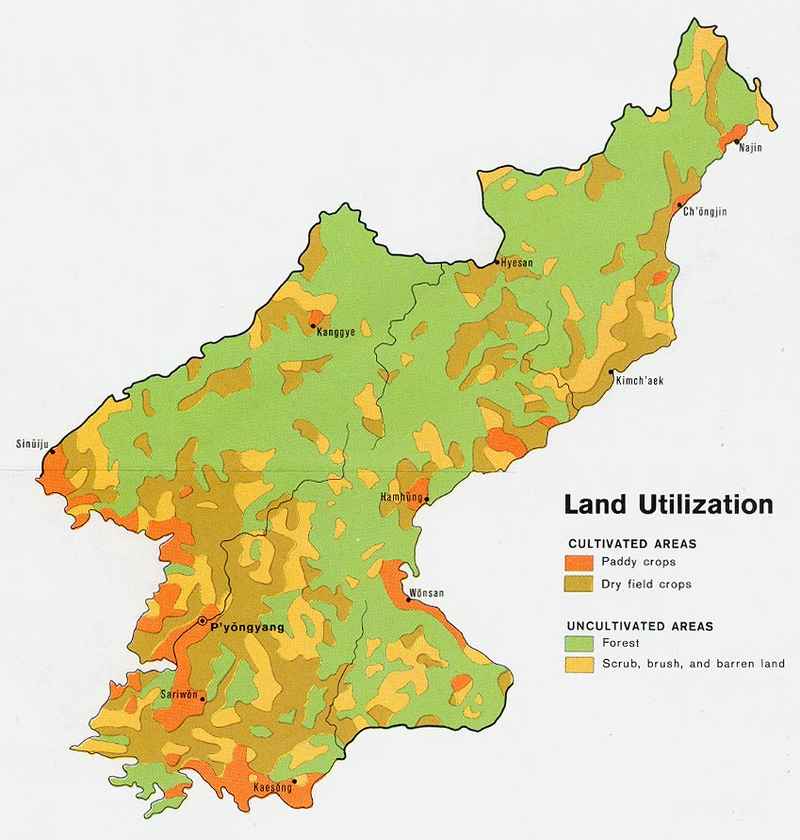 Najin
Ch'ŏngjin
Hyesan
Kanggye
Kimch'aek
Sinŭiju
Hamhŭng
Land Utilization
CULTIVATED AREAS
Paddy crops
Dry field crops
Wŏnsan
P'yŏngyang
UNCULTIVATED AREAS
Forest
Scrub, brush, and barren land
Sariwŏn
Kaesŏng